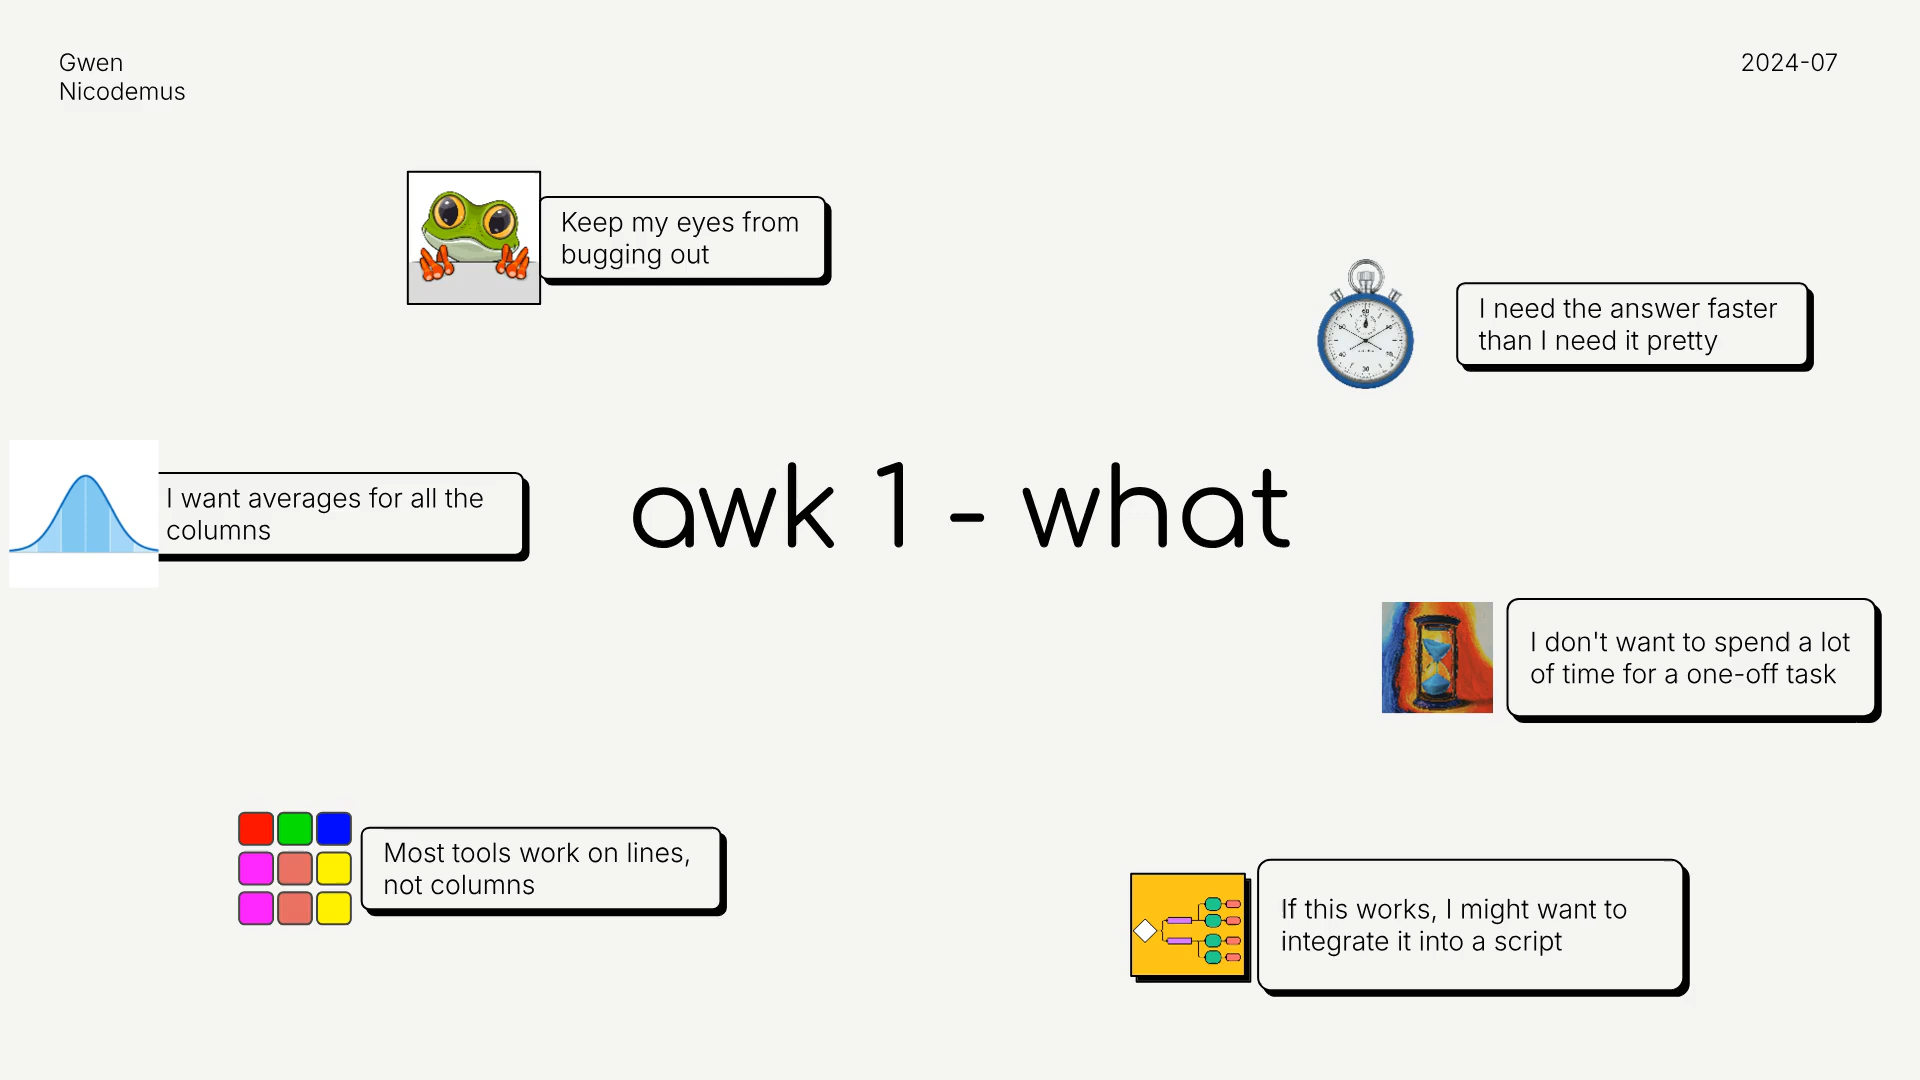 Gwen
Nicodemus
2024-07
Keep my eyes from
bugging out
I need the answer faster
than I need it pretty
I want averages for all the
columns
awk 1 - what
I don't want to spend a lot
of time for a one-off task
Most tools work on lines,
not columns
If this works, I might want to
integrate it into a script